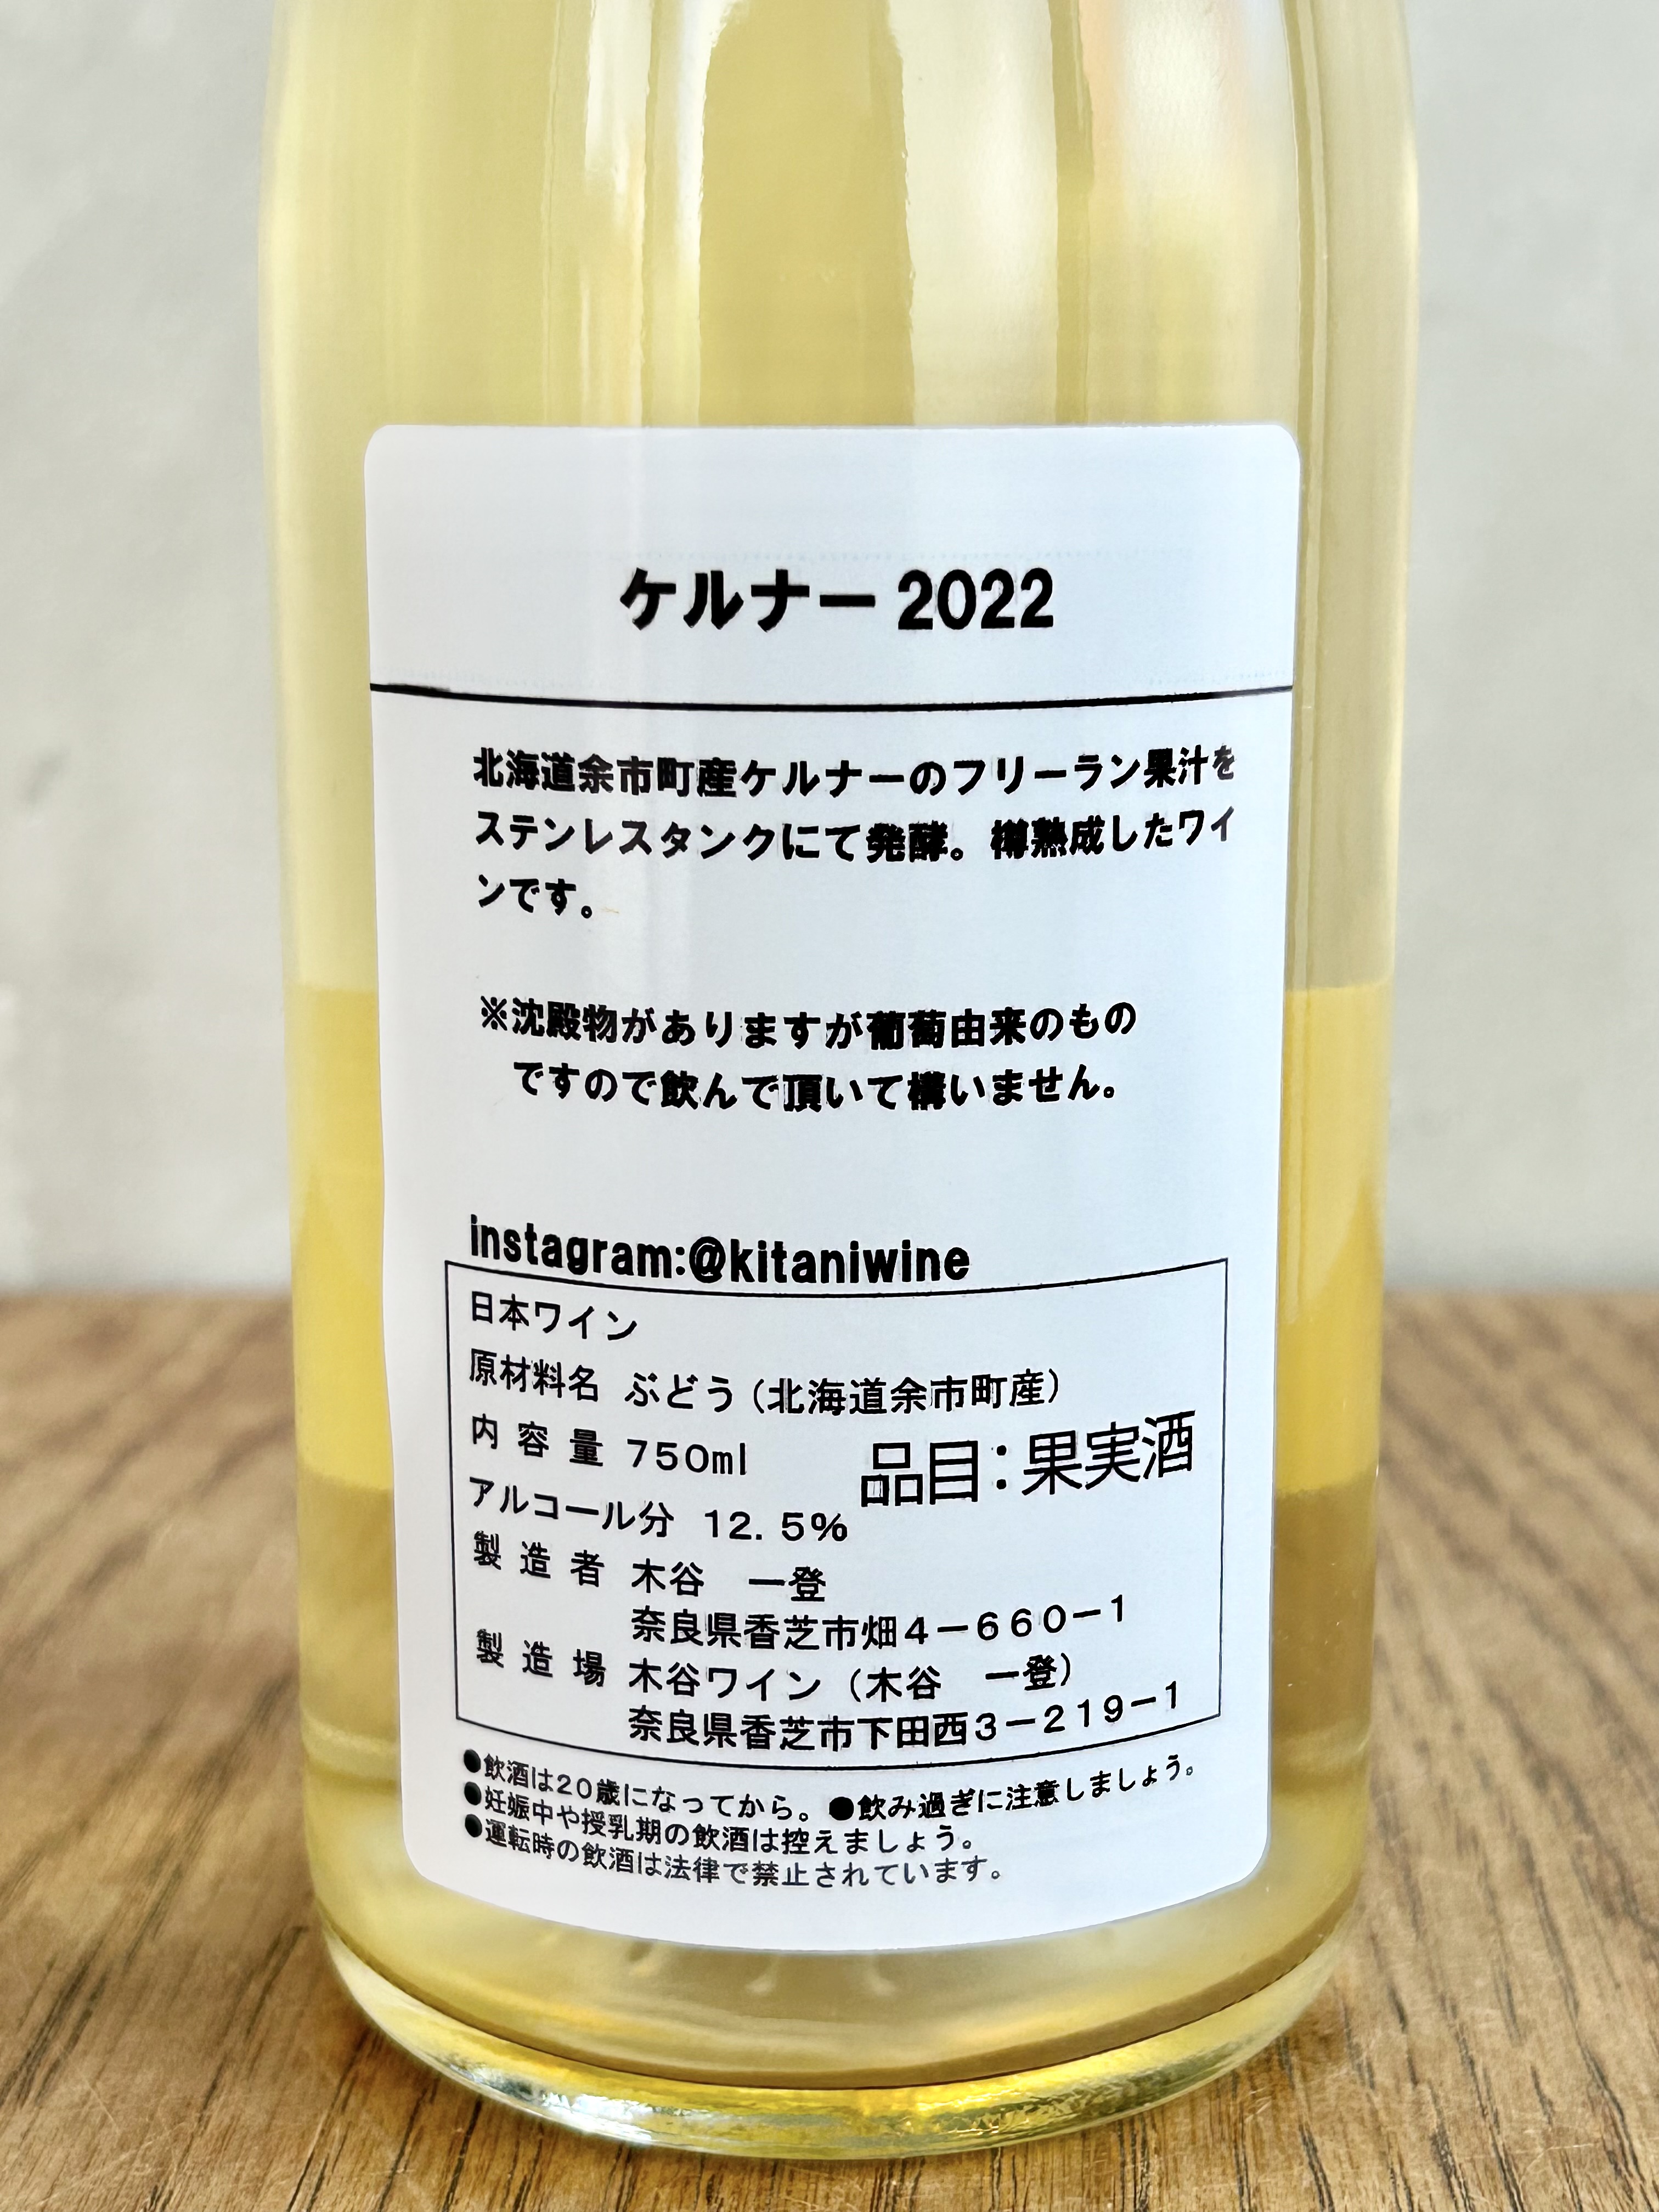 ケルナー 2022
北海道余市町産ケルナーのフリーラン果汁を
ステンレスタンクにて発酵。樽熟成したワイ
ンです。
※沈殿物がありますが葡萄由来のもの
ですので飲んで頂いて構いません。
instagram:@kitaniwine
日本ワイン
原材料名 ぶどう(北海道余市町産)
内容量 750ml
品目:果実酒
アルコール分 12.5%
製造者 木谷 一登
奈良県香芝市畑4-660-1
製造場 木谷ワイン(木谷 一登)
奈良県香芝市下田西3-219-1
●飲酒は20歳になってから。●飲み過ぎに注意しましょう。
●妊娠中や授乳期の飲酒は控えましょう。
●運転時の飲酒は法律で禁止されています。